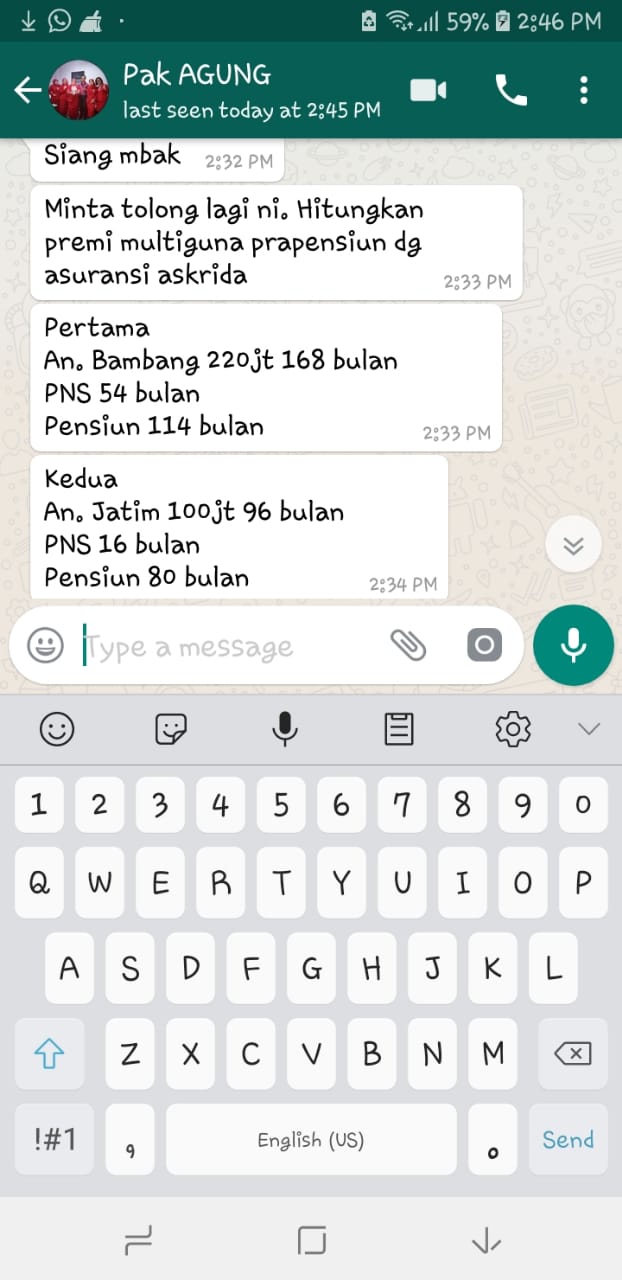 59% 2:46 PM
Pak AGUNG
last seen today at 2:45 PM
Siang mbak 2:32 PM
Minta tolong lagi ni. Hitungkan
premi multiguna prapensiun dg
asuransi askrida 2:33 PM
Pertama
An. Bambang 220jt 168 bulan
PNS 54 bulan
Pensiun 114 bulan 2:33 PM
Kedua
An. Jatim 100jt 96 bulan
PNS 16 bulan
Pensiun 80 bulan 2:34 PM
Type a message
1 2 3 4 5 6 7 8 9 0
Q W E R T Y U I O P
A S D F G H J K L
Z X C V B N M
!#1 , English (US) . Send